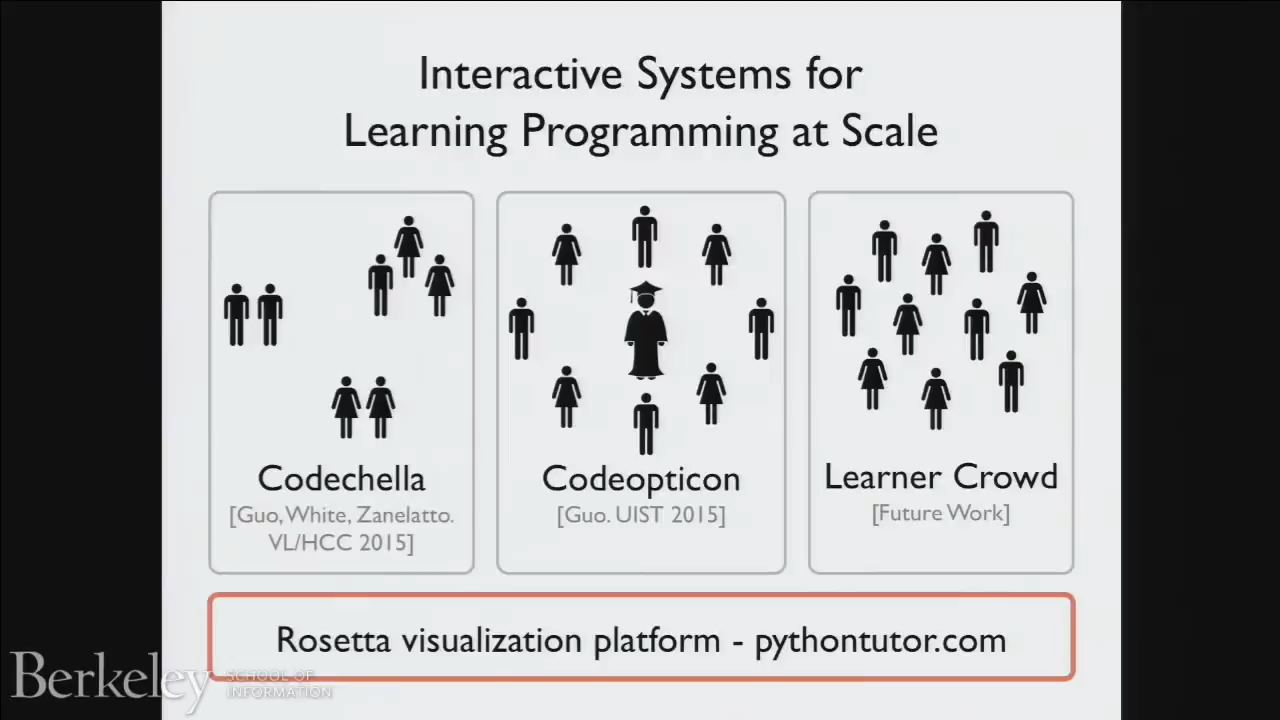 Interactive Systems for
Learning Programming at Scale
Codechella
[Guo, White, Zanelatto.
VL/HCC 2015]
Codeopticon
[Guo. UIST 2015]
Learner Crowd
[Future Work]
Rosetta visualization platform - pythontutor.com
Berkeley SCHOOL OF
INFORMATION